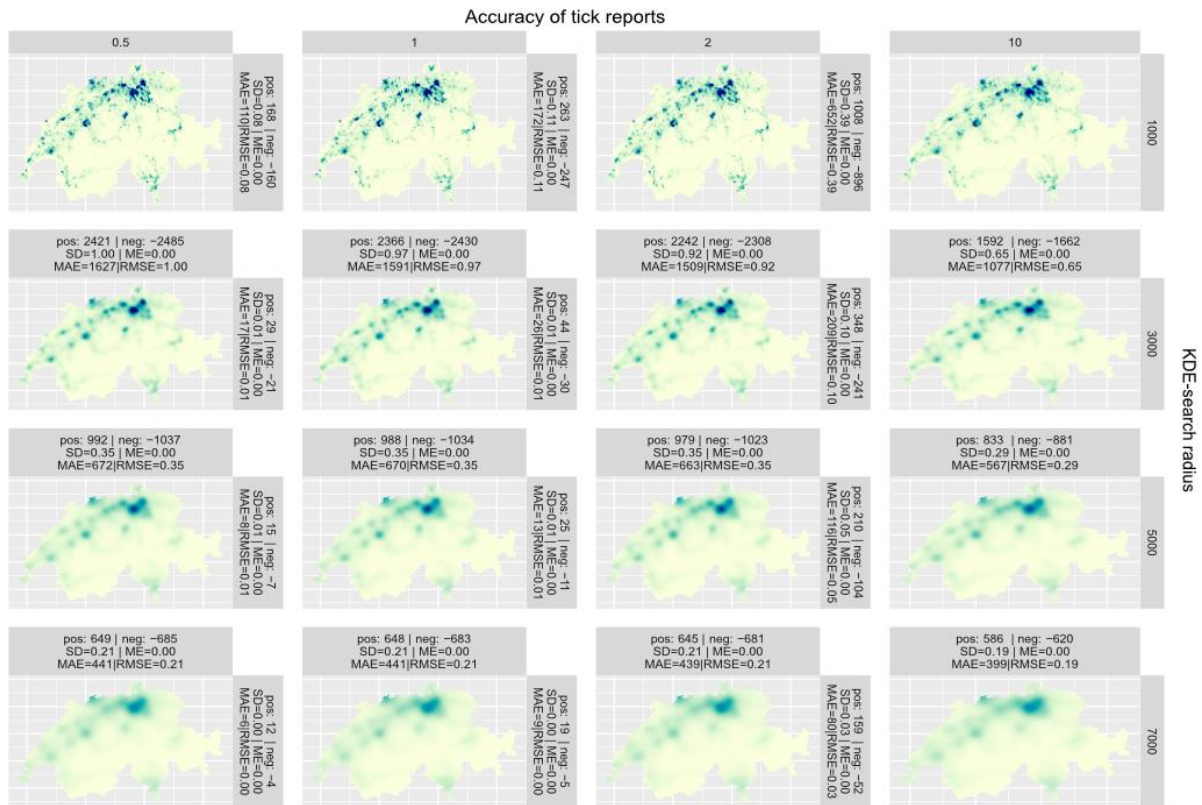 Accuracy of tick reports
0.5
1
2
10
pos: 168 | neg: −160
SD=0.08 | ME=0.00
MAE=110|RMSE=0.08
pos: 263 | neg: −247
SD=0.11 | ME=0.00
MAE=172|RMSE=0.11
pos: 1008 | neg: −896
SD=0.39 | ME=0.00
MAE=652|RMSE=0.39
1000
pos: 2421 | neg: −2485
SD=1.00 | ME=0.00
MAE=1627|RMSE=1.00
pos: 2366 | neg: −2430
SD=0.97 | ME=0.00
MAE=1591|RMSE=0.97
pos: 2242 | neg: −2308
SD=0.92 | ME=0.00
MAE=1509|RMSE=0.92
pos: 1592 | neg: −1662
SD=0.65 | ME=0.00
MAE=1077|RMSE=0.65
pos: 29 | neg: −21
SD=0.01 | ME=0.00
MAE=17|RMSE=0.01
pos: 44 | neg: −30
SD=0.01 | ME=0.00
MAE=26|RMSE=0.01
pos: 348 | neg: −241
SD=0.10 | ME=0.00
MAE=209|RMSE=0.10
3000
KDE-search radius
pos: 992 | neg: −1037
SD=0.35 | ME=0.00
MAE=672|RMSE=0.35
pos: 988 | neg: −1034
SD=0.35 | ME=0.00
MAE=670|RMSE=0.35
pos: 979 | neg: −1023
SD=0.35 | ME=0.00
MAE=663|RMSE=0.35
pos: 833 | neg: −881
SD=0.29 | ME=0.00
MAE=567|RMSE=0.29
pos: 15 | neg: −7
SD=0.01 | ME=0.00
MAE=8|RMSE=0.01
pos: 25 | neg: −11
SD=0.01 | ME=0.00
MAE=13|RMSE=0.01
pos: 210 | neg: −104
SD=0.05 | ME=0.00
MAE=116|RMSE=0.05
5000
pos: 649 | neg: −685
SD=0.21 | ME=0.00
MAE=441|RMSE=0.21
pos: 648 | neg: −683
SD=0.21 | ME=0.00
MAE=441|RMSE=0.21
pos: 645 | neg: −681
SD=0.21 | ME=0.00
MAE=439|RMSE=0.21
pos: 586 | neg: −620
SD=0.19 | ME=0.00
MAE=399|RMSE=0.19
pos: 12 | neg: −4
SD=0.00 | ME=0.00
MAE=6|RMSE=0.00
pos: 19 | neg: −5
SD=0.00 | ME=0.00
MAE=9|RMSE=0.00
pos: 159 | neg: −52
SD=0.03 | ME=0.00
MAE=80|RMSE=0.03
7000